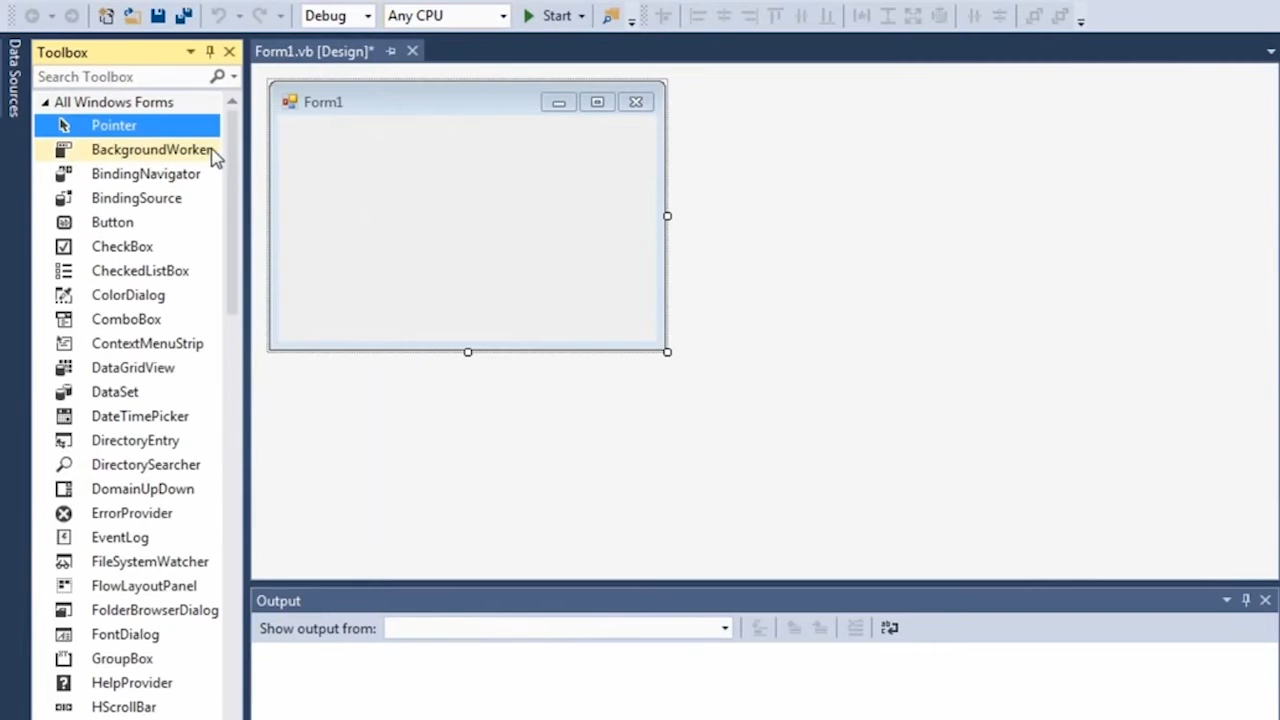 Debug Any CPU Start
Data Sources
Toolbox
Search Toolbox
All Windows Forms
Pointer
BackgroundWorker
BindingNavigator
BindingSource
Button
CheckBox
CheckedListBox
ColorDialog
ComboBox
ContextMenuStrip
DataGridView
DataSet
DateTimePicker
DirectoryEntry
DirectorySearcher
DomainUpDown
ErrorProvider
EventLog
FileSystemWatcher
FlowLayoutPanel
FolderBrowserDialog
FontDialog
GroupBox
HelpProvider
HScrollBar
Form1.vb [Design]*
Form1
Output
Show output from: